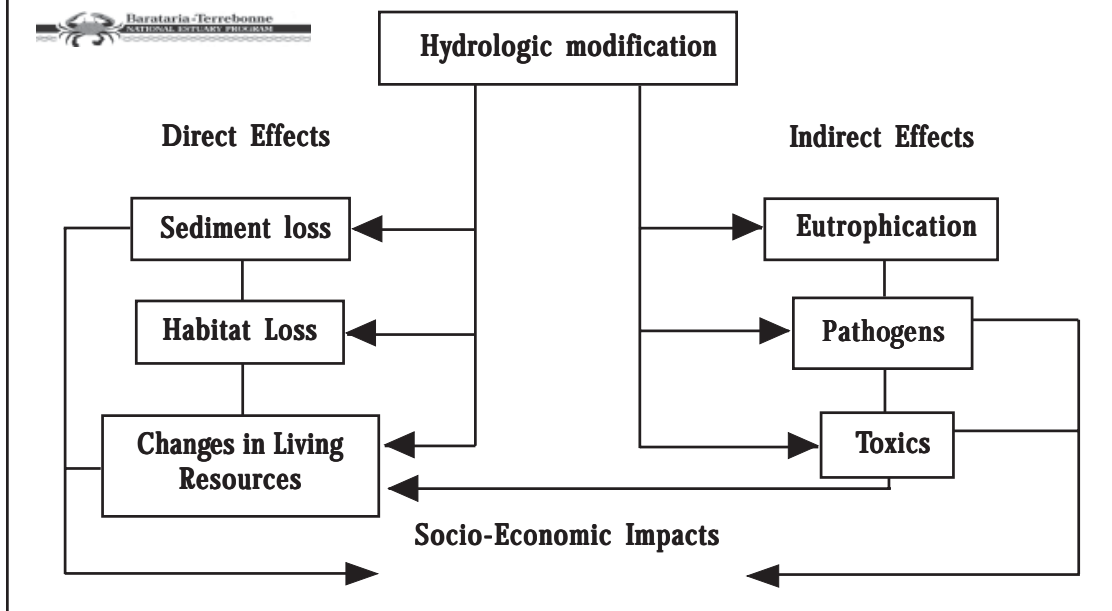 Barataria-Terrebonne
NATIONAL ESTUARY PROGRAM
Hydrologic modification
Direct Effects
Indirect Effects
Sediment loss
Eutrophication
Habitat Loss
Pathogens
Changes in Living
Resources
Toxics
Socio-Economic Impacts